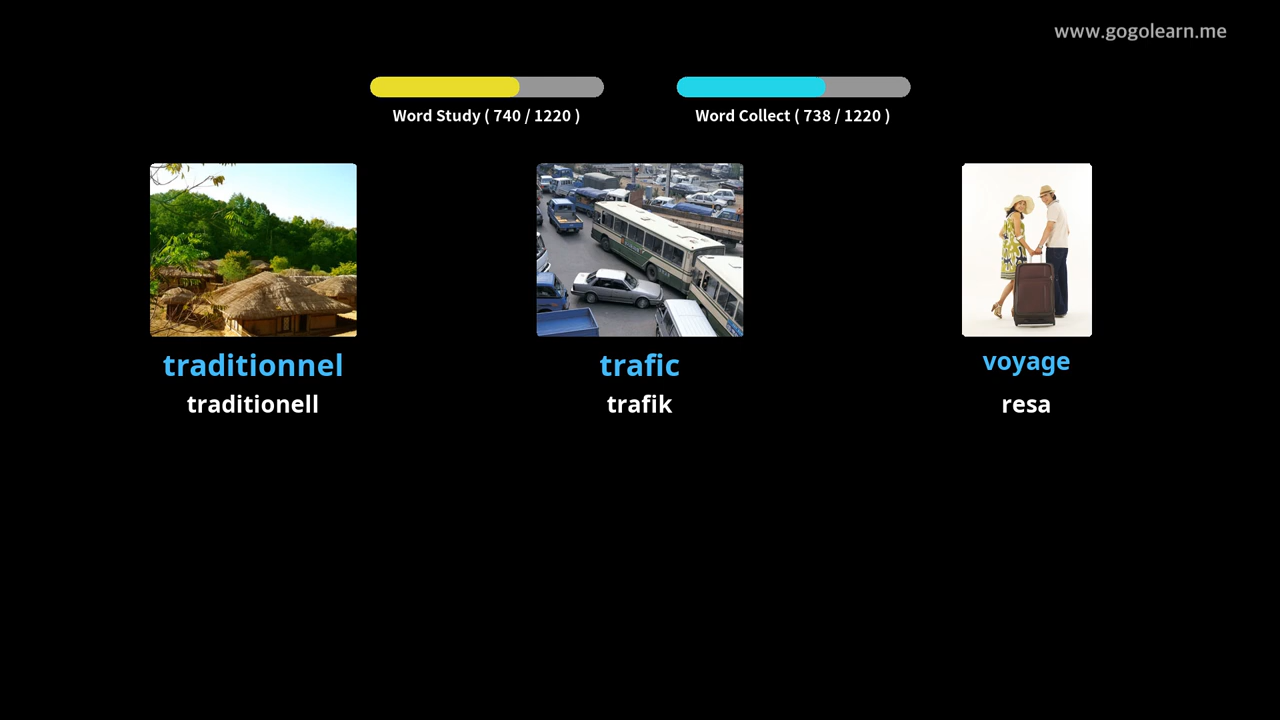 www.gogolearn.me
Word Study ( 740 / 1220 )
Word Collect ( 738 / 1220 )
traditionnel
trafic
voyage
traditionell
trafik
resa